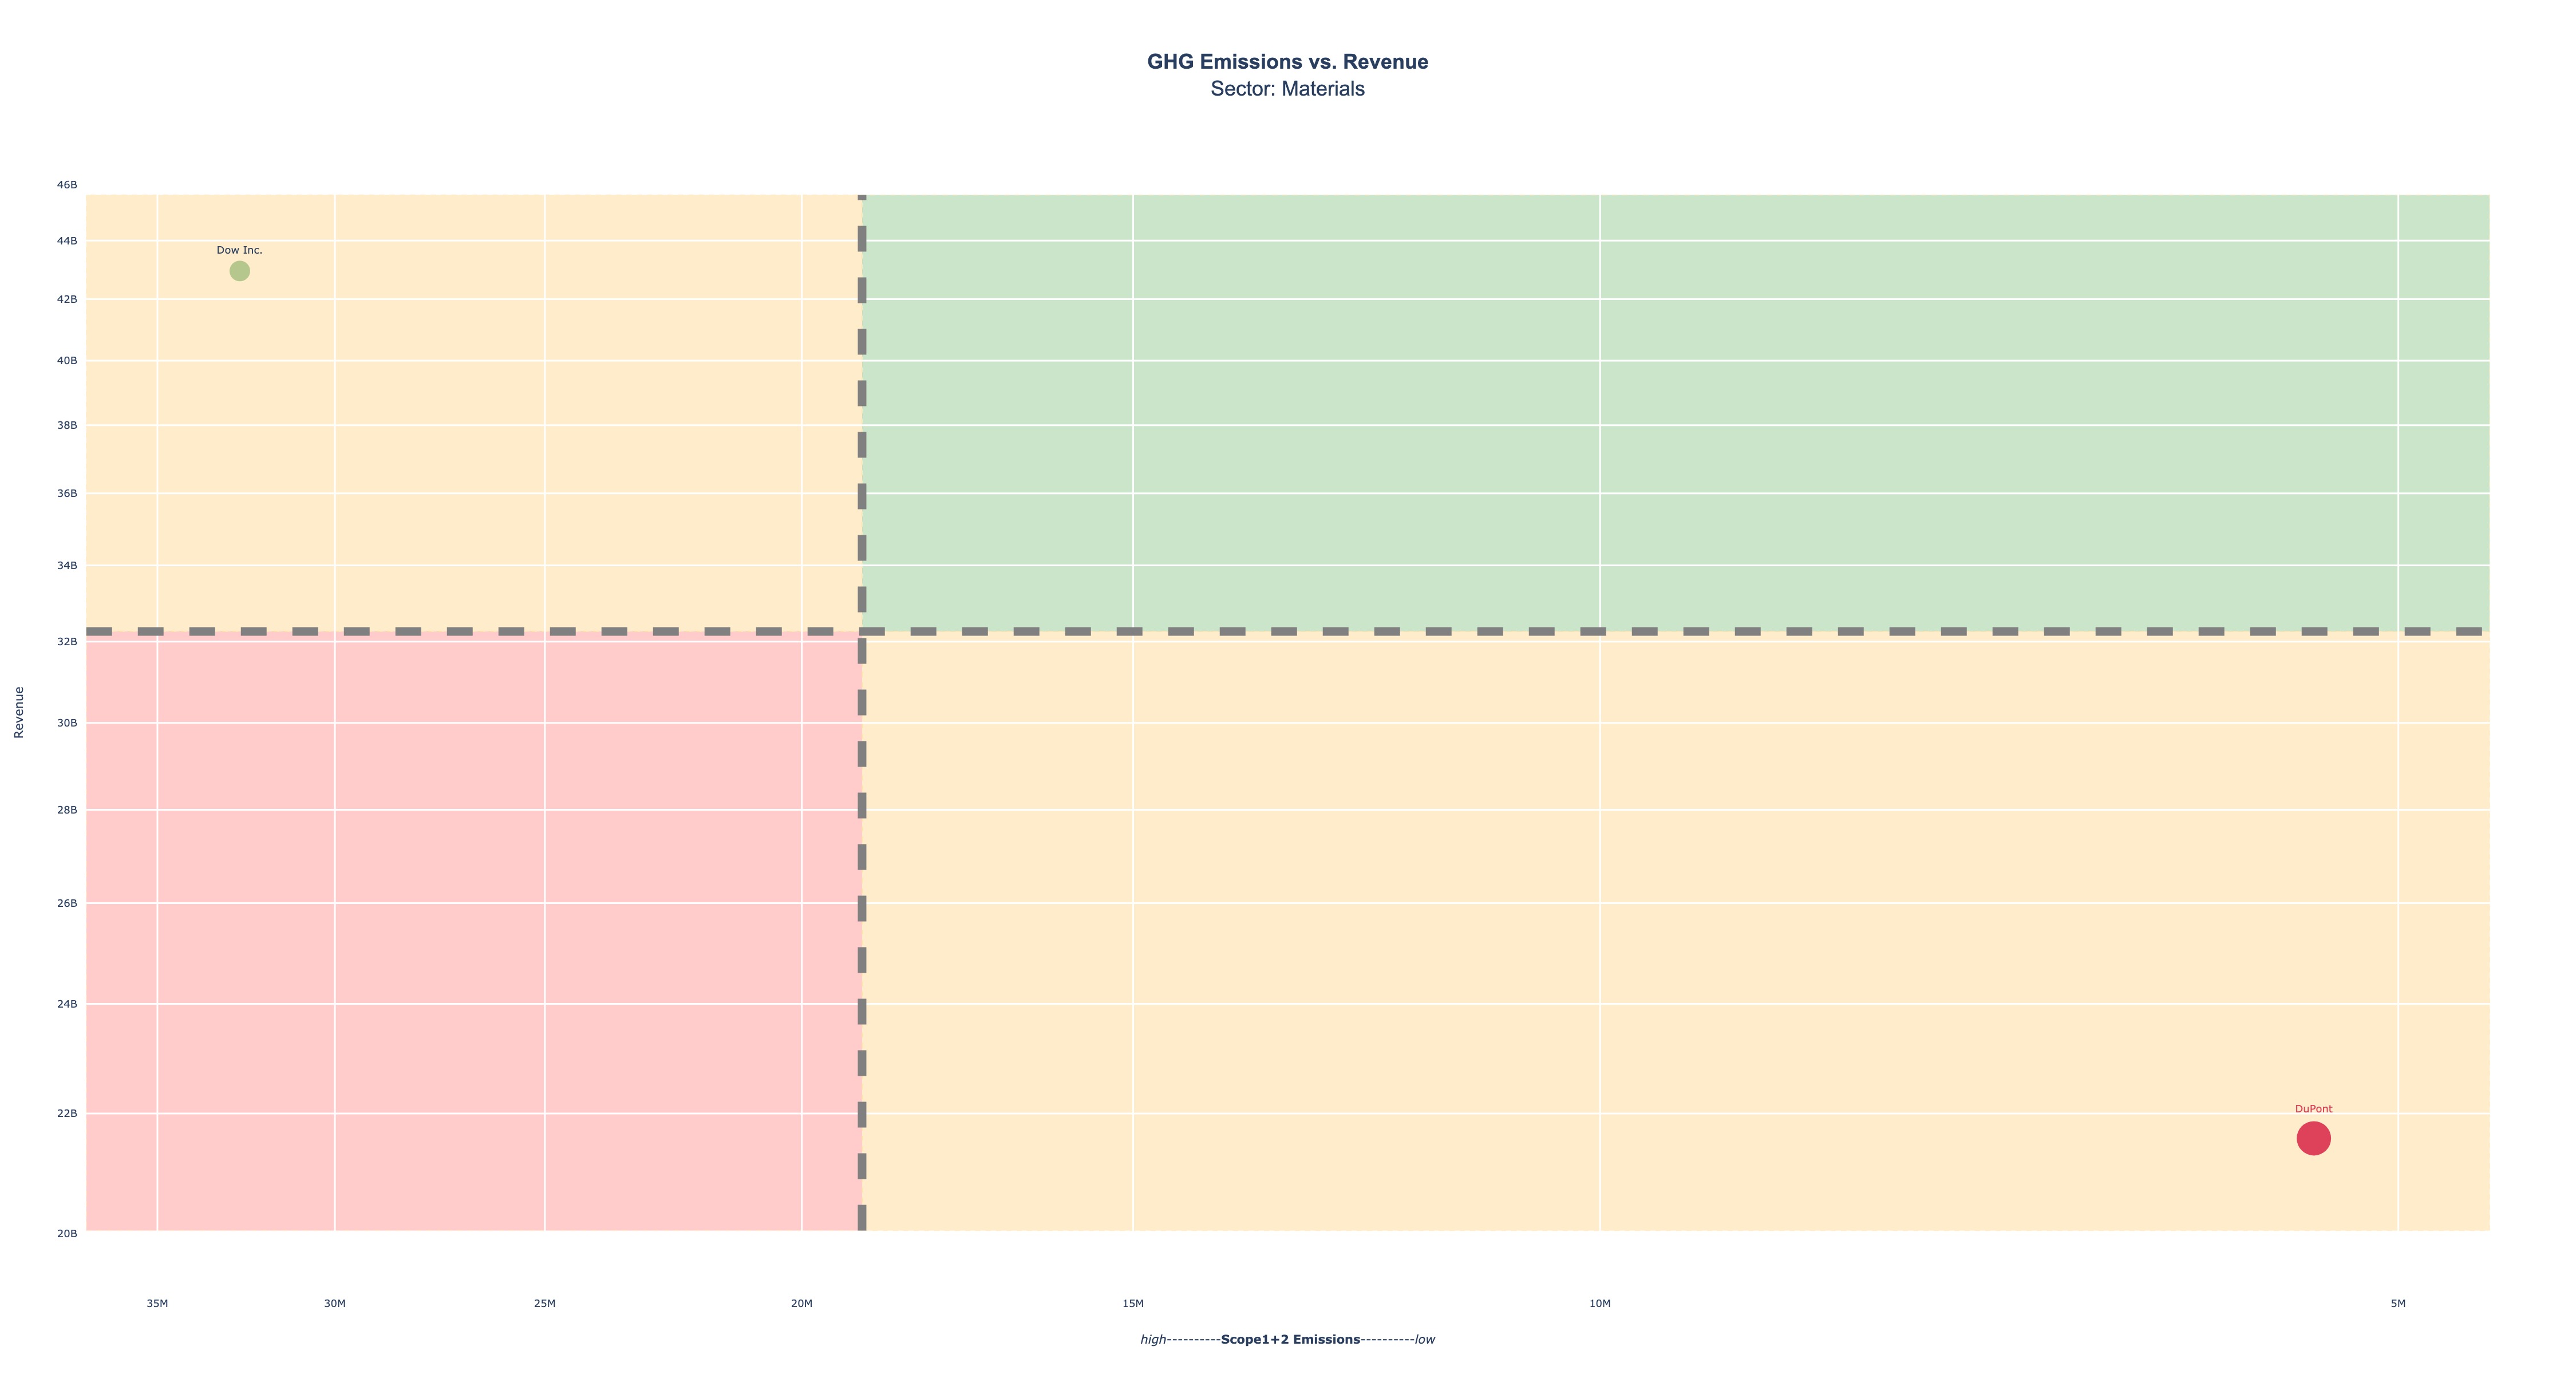 GHG Emissions vs. Revenue
Sector: Materials
46B
44B
42B
40B
38B
36B
34B
32B
30B
28B
26B
24B
22B
20B
Revenue
Dow Inc.
DuPont
35M
30M
25M
20M
15M
10M
5M
high----------Scope1+2 Emissions----------low